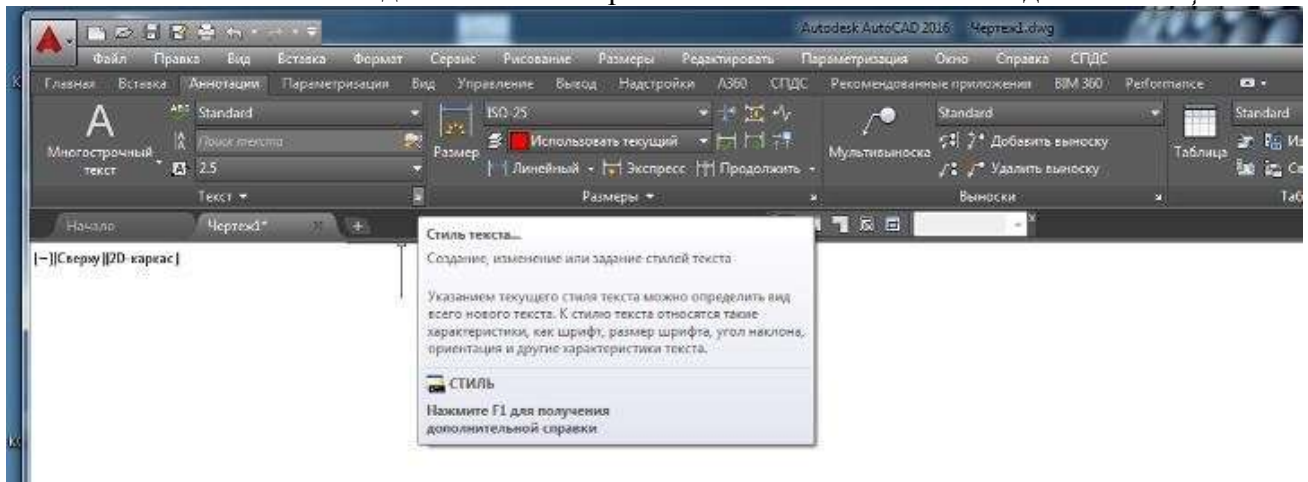 Autodesk AutoCAD 2016 Чертеж1.dwg
Файл Правка Вид Вставка Формат Сервис Рисование Размеры Редактировать Параметризация Окно Справка СПДС
Главная Вставка Аннотации Параметризация Вид Управление Вывод Надстройки A360 СПДС Рекомендованные приложения BIM 360 Performance
Standard ISO-25 Standard Standard
Поиск текста Использовать текущий Добавить выноску
Многострочный текст Размер Мультивыноска Таблица
2.5 Линейный Экспресс Продолжить Удалить выноску
Текст Размеры Выноски
Начало Чертеж1*
[–][Сверху][2D-каркас]
Стиль текста...
Создание, изменение или задание стилей текста
Указанием текущего стиля текста можно определить вид
всего нового текста. К стилю текста относятся такие
характеристики, как шрифт, размер шрифта, угол наклона,
ориентация и другие характеристики текста.
СТИЛЬ
Нажмите F1 для получения
дополнительной справки